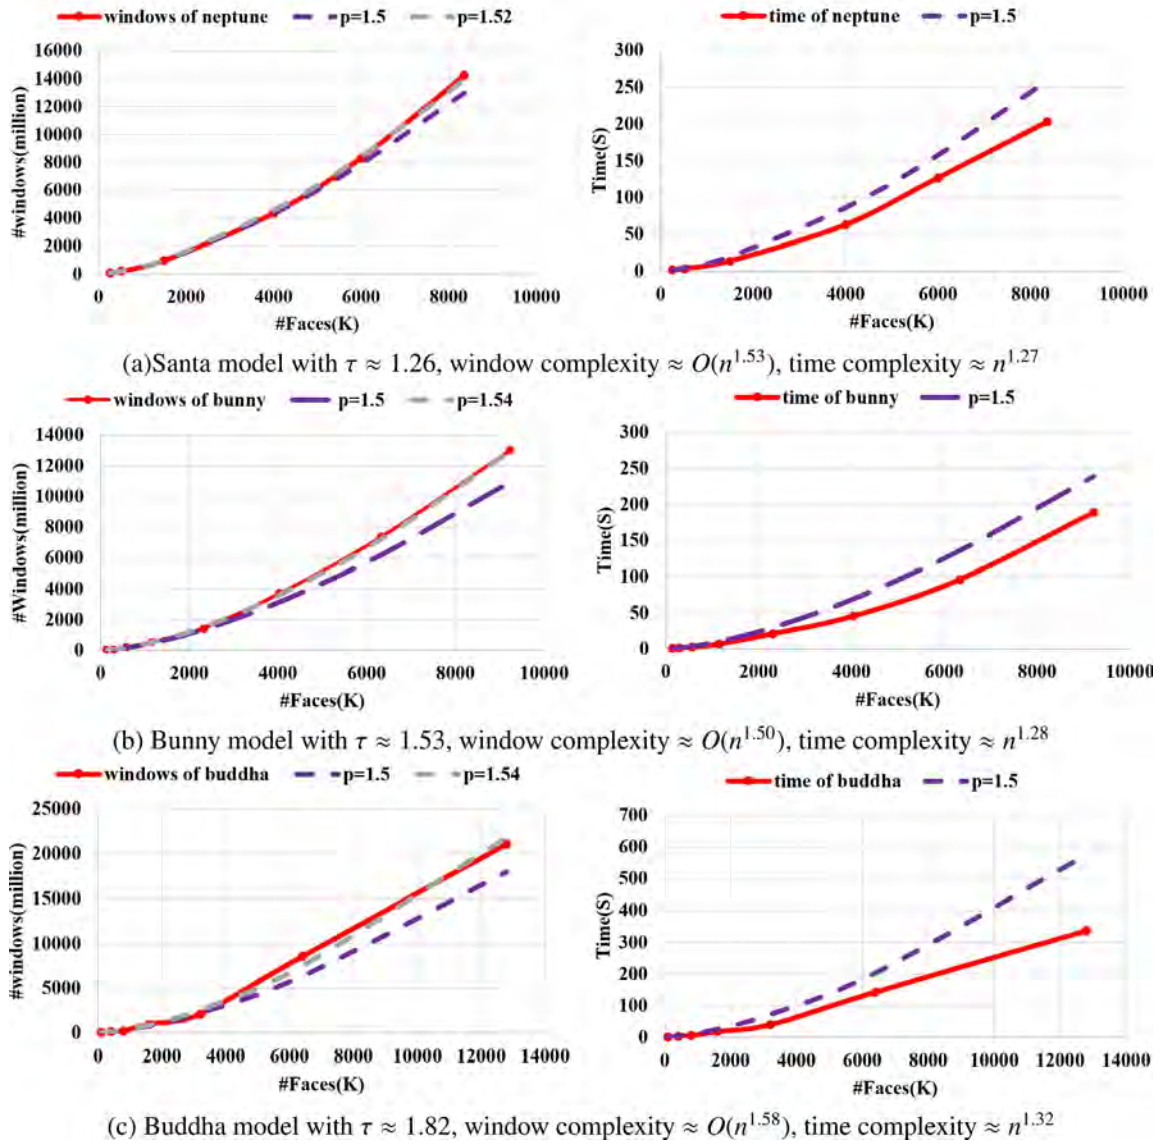 windows of neptune p=1.5 p=1.52
16000
14000
12000
10000
8000
6000
4000
2000
0
#windows(million)
0 2000 4000 6000 8000 10000
#Faces(K)
time of neptune p=1.5
300
250
200
150
100
50
0
Time(S)
0 2000 4000 6000 8000 10000
#Faces(K)
(a)Santa model with τ ≈ 1.26, window complexity ≈ O(n^1.53), time complexity ≈ n^1.27
windows of bunny p=1.5 p=1.54
14000
12000
10000
8000
6000
4000
2000
0
#Windows(million)
0 2000 4000 6000 8000 10000
#Faces(K)
time of bunny p=1.5
300
250
200
150
100
50
0
Time(S)
0 2000 4000 6000 8000 10000
#Faces(K)
(b) Bunny model with τ ≈ 1.53, window complexity ≈ O(n^1.50), time complexity ≈ n^1.28
windows of buddha p=1.5 p=1.54
25000
20000
15000
10000
5000
0
#windows(million)
0 2000 4000 6000 8000 10000 12000 14000
#Faces(K)
time of buddha p=1.5
700
600
500
400
300
200
100
0
Time(S)
0 2000 4000 6000 8000 10000 12000 14000
#Faces(K)
(c) Buddha model with τ ≈ 1.82, window complexity ≈ O(n^1.58), time complexity ≈ n^1.32